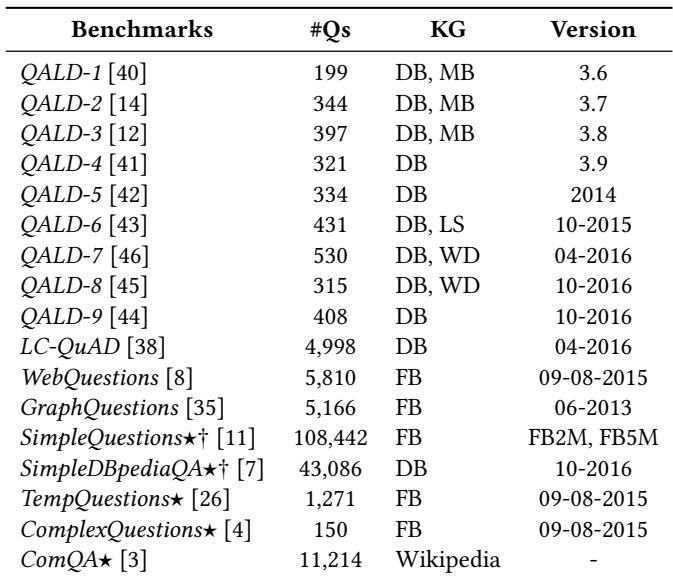 Benchmarks #Qs KG Version
QALD-1 [40] 199 DB, MB 3.6
QALD-2 [14] 344 DB, MB 3.7
QALD-3 [12] 397 DB, MB 3.8
QALD-4 [41] 321 DB 3.9
QALD-5 [42] 334 DB 2014
QALD-6 [43] 431 DB, LS 10-2015
QALD-7 [46] 530 DB, WD 04-2016
QALD-8 [45] 315 DB, WD 10-2016
QALD-9 [44] 408 DB 10-2016
LC-QuAD [38] 4,998 DB 04-2016
WebQuestions [8] 5,810 FB 09-08-2015
GraphQuestions [35] 5,166 FB 06-2013
SimpleQuestions★† [11] 108,442 FB FB2M, FB5M
SimpleDBpediaQA★† [7] 43,086 DB 10-2016
TempQuestions★ [26] 1,271 FB 09-08-2015
ComplexQuestions★ [4] 150 FB 09-08-2015
ComQA★ [3] 11,214 Wikipedia -